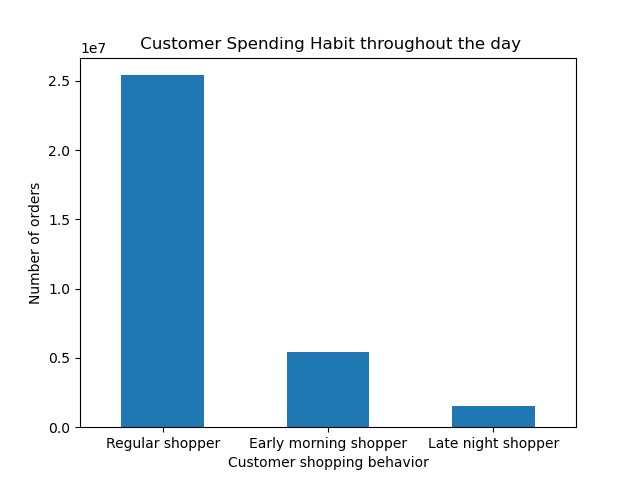 Customer Spending Habit throughout the day
1e7
Number of orders
2.5
2.0
1.5
1.0
0.5
0.0
Regular shopper Early morning shopper Late night shopper
Customer shopping behavior